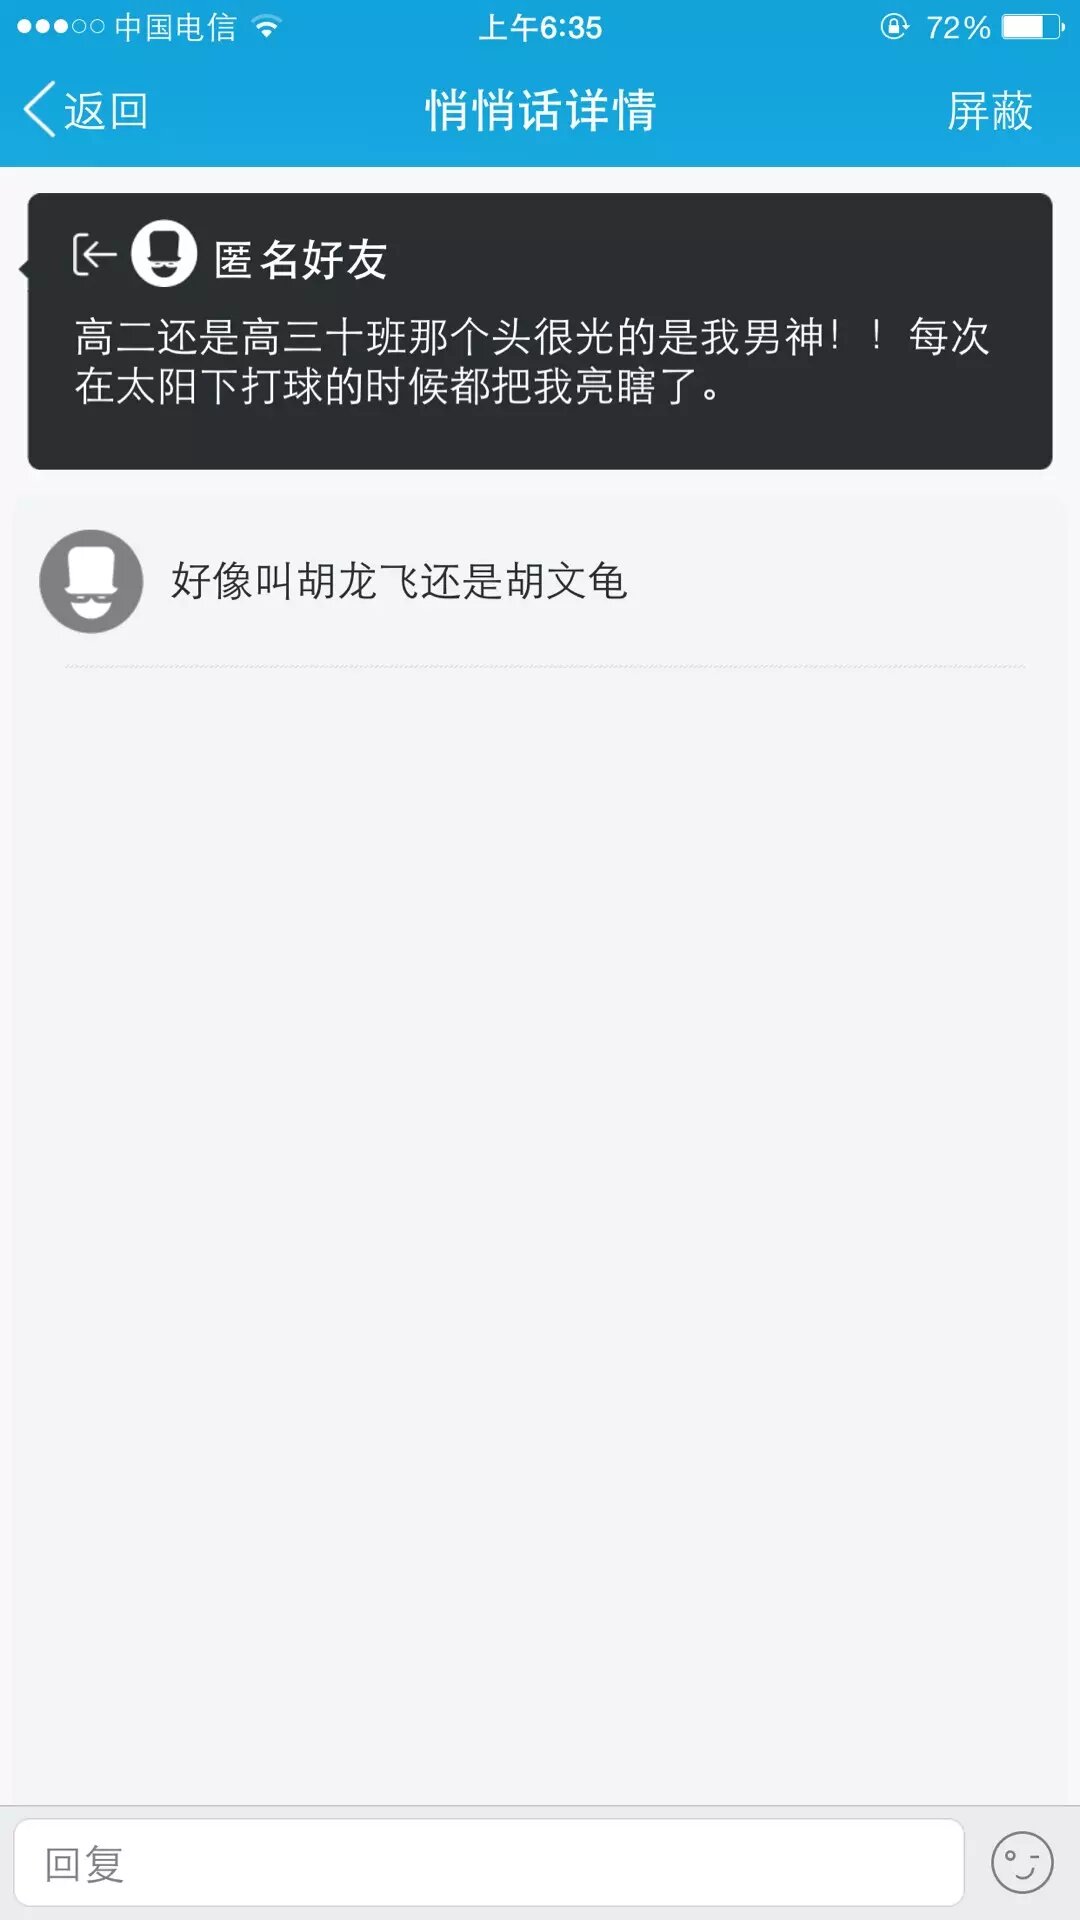 中国电信 上午6:35 72%
返回 悄悄话详情 屏蔽
匿名好友
高二还是高三十班那个头很光的是我男神！！每次
在太阳下打球的时候都把我亮瞎了。
好像叫胡龙飞还是胡文龟
回复